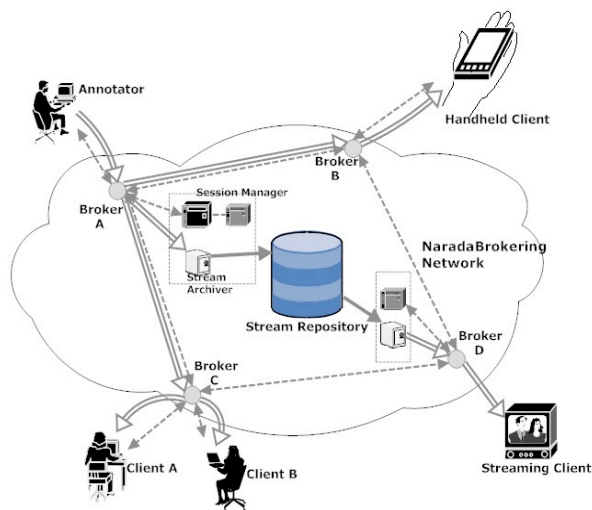 Annotator
Handheld Client
Broker
B
Session Manager
Broker
A
NaradaBrokering
Network
Stream
Archiver
Stream Repository
Broker
D
Broker
C
Client A
Client B
Streaming Client